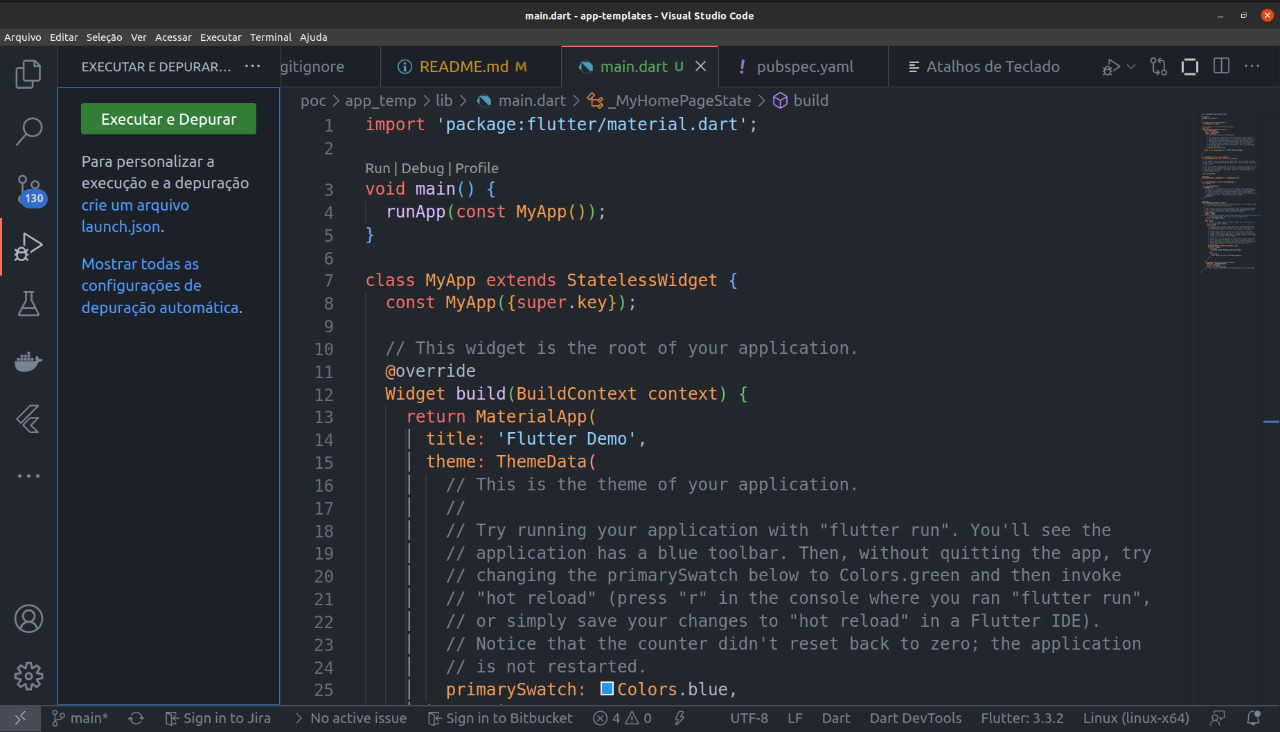 main.dart - app-templates - Visual Studio Code
Arquivo Editar Seleção Ver Acessar Executar Terminal Ajuda
EXECUTAR E DEPURAR... ···
gitignore README.md M main.dart U pubspec.yaml Atalhos de Teclado
Executar e Depurar
Para personalizar a
execução e a depuração
crie um arquivo
launch.json.
Mostrar todas as
configurações de
depuração automática.
130
poc > app_temp > lib > main.dart > _MyHomePageState > build
1 import 'package:flutter/material.dart';
2
Run | Debug | Profile
3 void main() {
4 runApp(const MyApp());
5 }
6
7 class MyApp extends StatelessWidget {
8 const MyApp({super.key});
9
10 // This widget is the root of your application.
11 @override
12 Widget build(BuildContext context) {
13 return MaterialApp(
14 title: 'Flutter Demo',
15 theme: ThemeData(
16 // This is the theme of your application.
17 //
18 // Try running your application with "flutter run". You'll see the
19 // application has a blue toolbar. Then, without quitting the app, try
20 // changing the primarySwatch below to Colors.green and then invoke
21 // "hot reload" (press "r" in the console where you ran "flutter run",
22 // or simply save your changes to "hot reload" in a Flutter IDE).
23 // Notice that the counter didn't reset back to zero; the application
24 // is not restarted.
25 primarySwatch: Colors.blue,
main* Sign in to Jira No active issue Sign in to Bitbucket 4 0 UTF-8 LF Dart Dart DevTools Flutter: 3.3.2 Linux (linux-x64)